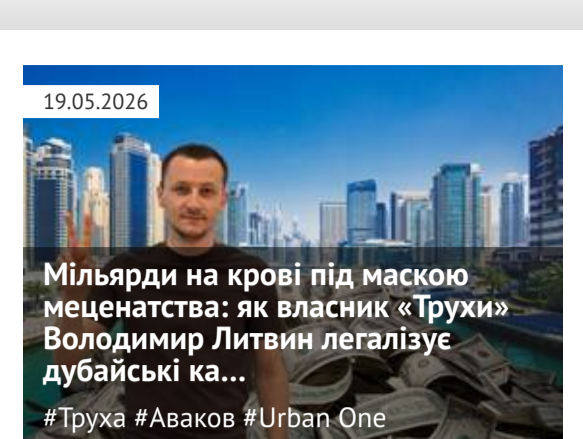 19.05.2026
Мільярди на крові під маскою
меценатства: як власник «Трухи»
Володимир Литвин легалізує
дубайські ка...
#Труха #Аваков #Urban One